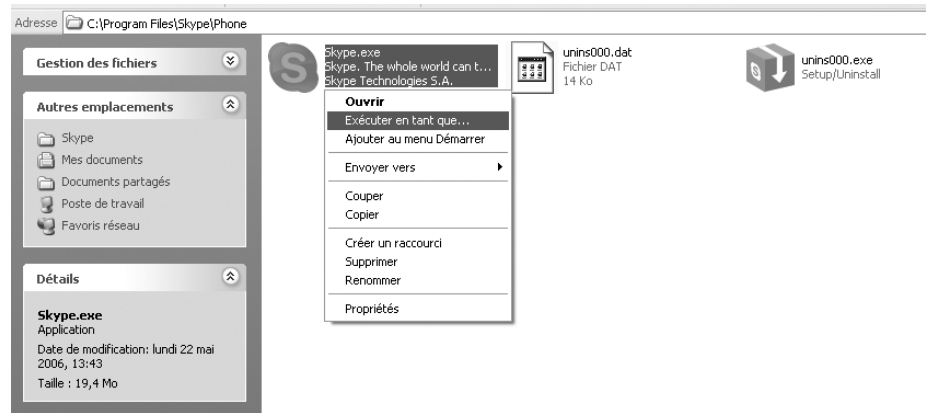 Adresse C:\Program Files\Skype\Phone
Gestion des fichiers
Autres emplacements
Skype
Mes documents
Documents partagés
Poste de travail
Favoris réseau
Détails
Skype.exe
Application
Date de modification: lundi 22 mai
2006, 13:43
Taille : 19,4 Mo
Skype.exe
Skype. The whole world can t...
Skype Technologies S.A.
unins000.dat
Fichier DAT
14 Ko
unins000.exe
Setup/Uninstall
Ouvrir
Exécuter en tant que...
Ajouter au menu Démarrer
Envoyer vers
Couper
Copier
Créer un raccourci
Supprimer
Renommer
Propriétés